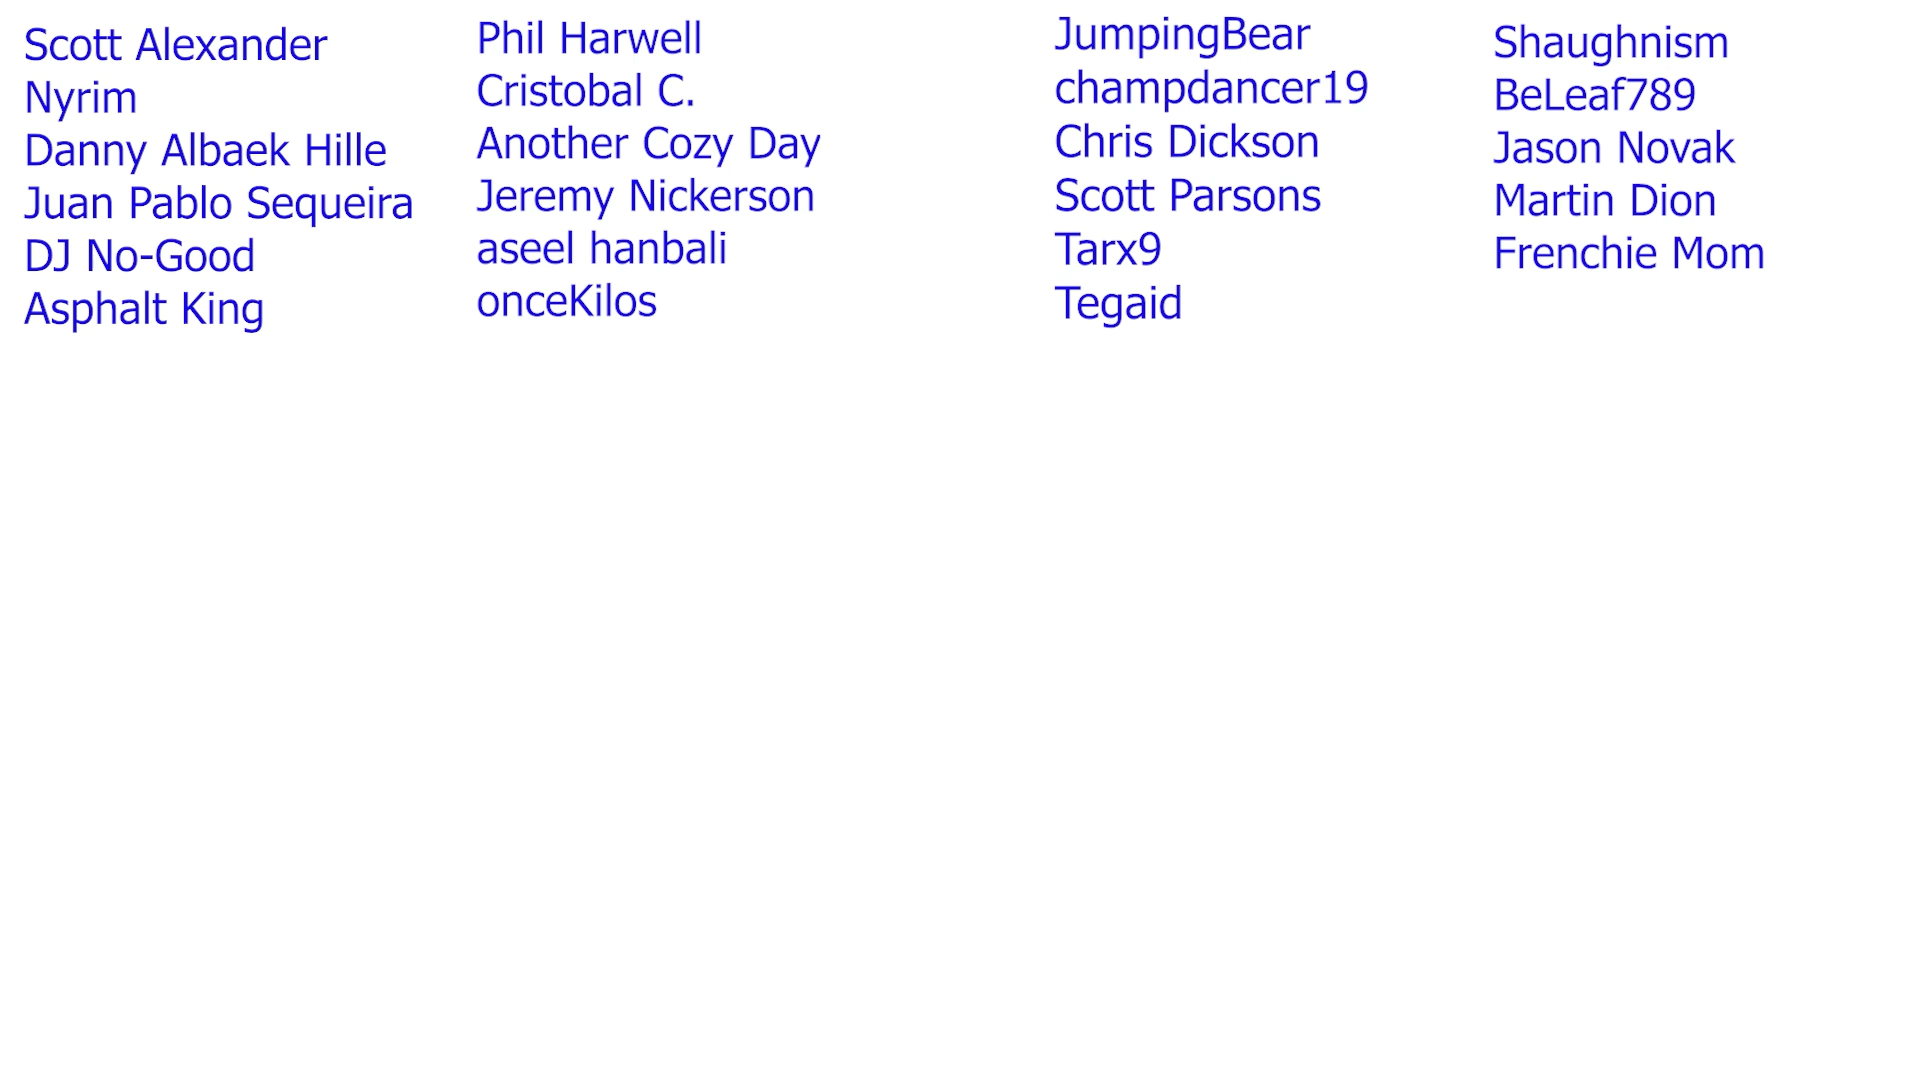 Scott Alexander
Nyrim
Danny Albaek Hille
Juan Pablo Sequeira
DJ No-Good
Asphalt King
Phil Harwell
Cristobal C.
Another Cozy Day
Jeremy Nickerson
aseel hanbali
onceKilos
JumpingBear
champdancer19
Chris Dickson
Scott Parsons
Tarx9
Tegaid
Shaughnism
BeLeaf789
Jason Novak
Martin Dion
Frenchie Mom